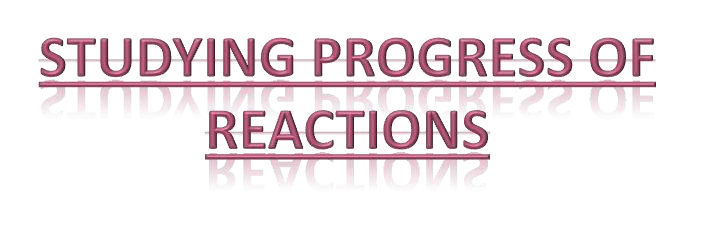 STUDYING PROGRESS OF
REACTIONS